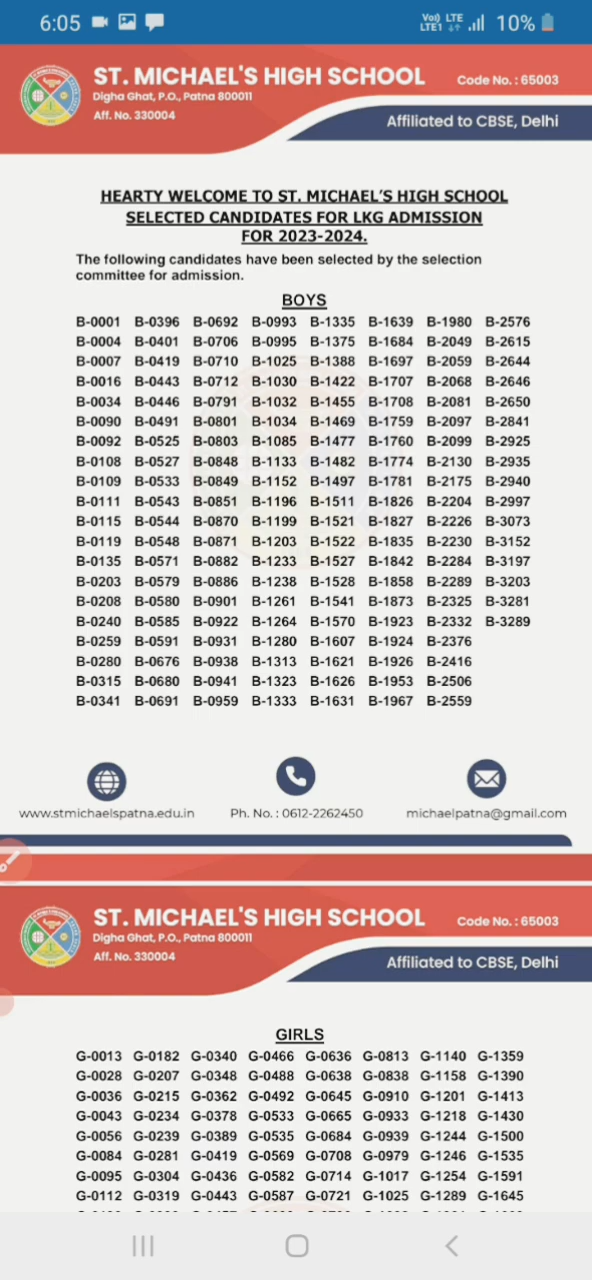 6:05
Vo) LTE
LTE1
10%
ST. MICHAEL'S HIGH SCHOOL
Code No. : 65003
Digha Ghat, P.O., Patna 800011
Aff. No. 330004
Affiliated to CBSE, Delhi
HEARTY WELCOME TO ST. MICHAEL'S HIGH SCHOOL
SELECTED CANDIDATES FOR LKG ADMISSION
FOR 2023-2024.
The following candidates have been selected by the selection
committee for admission.
BOYS
B-0001 B-0396 B-0692 B-0993 B-1335 B-1639 B-1980 B-2576
B-0004 B-0401 B-0706 B-0995 B-1375 B-1684 B-2049 B-2615
B-0007 B-0419 B-0710 B-1025 B-1388 B-1697 B-2059 B-2644
B-0016 B-0443 B-0712 B-1030 B-1422 B-1707 B-2068 B-2646
B-0034 B-0446 B-0791 B-1032 B-1455 B-1708 B-2081 B-2650
B-0090 B-0491 B-0801 B-1034 B-1469 B-1759 B-2097 B-2841
B-0092 B-0525 B-0803 B-1085 B-1477 B-1760 B-2099 B-2925
B-0108 B-0527 B-0848 B-1133 B-1482 B-1774 B-2130 B-2935
B-0109 B-0533 B-0849 B-1152 B-1497 B-1781 B-2175 B-2940
B-0111 B-0543 B-0851 B-1196 B-1511 B-1826 B-2204 B-2997
B-0115 B-0544 B-0870 B-1199 B-1521 B-1827 B-2226 B-3073
B-0119 B-0548 B-0871 B-1203 B-1522 B-1835 B-2230 B-3152
B-0135 B-0571 B-0882 B-1233 B-1527 B-1842 B-2284 B-3197
B-0203 B-0579 B-0886 B-1238 B-1528 B-1858 B-2289 B-3203
B-0208 B-0580 B-0901 B-1261 B-1541 B-1873 B-2325 B-3281
B-0240 B-0585 B-0922 B-1264 B-1570 B-1923 B-2332 B-3289
B-0259 B-0591 B-0931 B-1280 B-1607 B-1924 B-2376
B-0280 B-0676 B-0938 B-1313 B-1621 B-1926 B-2416
B-0315 B-0680 B-0941 B-1323 B-1626 B-1953 B-2506
B-0341 B-0691 B-0959 B-1333 B-1631 B-1967 B-2559
www.stmichaelspatna.edu.in Ph. No. : 0612-2262450 michaelpatna@gmail.com
ST. MICHAEL'S HIGH SCHOOL
Code No. : 65003
Digha Ghat, P.O., Patna 800011
Aff. No. 330004
Affiliated to CBSE, Delhi
GIRLS
G-0013 G-0182 G-0340 G-0466 G-0636 G-0813 G-1140 G-1359
G-0028 G-0207 G-0348 G-0488 G-0638 G-0838 G-1158 G-1390
G-0036 G-0215 G-0362 G-0492 G-0645 G-0910 G-1201 G-1413
G-0043 G-0234 G-0378 G-0533 G-0665 G-0933 G-1218 G-1430
G-0056 G-0239 G-0389 G-0535 G-0684 G-0939 G-1244 G-1500
G-0084 G-0281 G-0419 G-0569 G-0708 G-0979 G-1246 G-1535
G-0095 G-0304 G-0436 G-0582 G-0714 G-1017 G-1254 G-1591
G-0112 G-0319 G-0443 G-0587 G-0721 G-1025 G-1289 G-1645